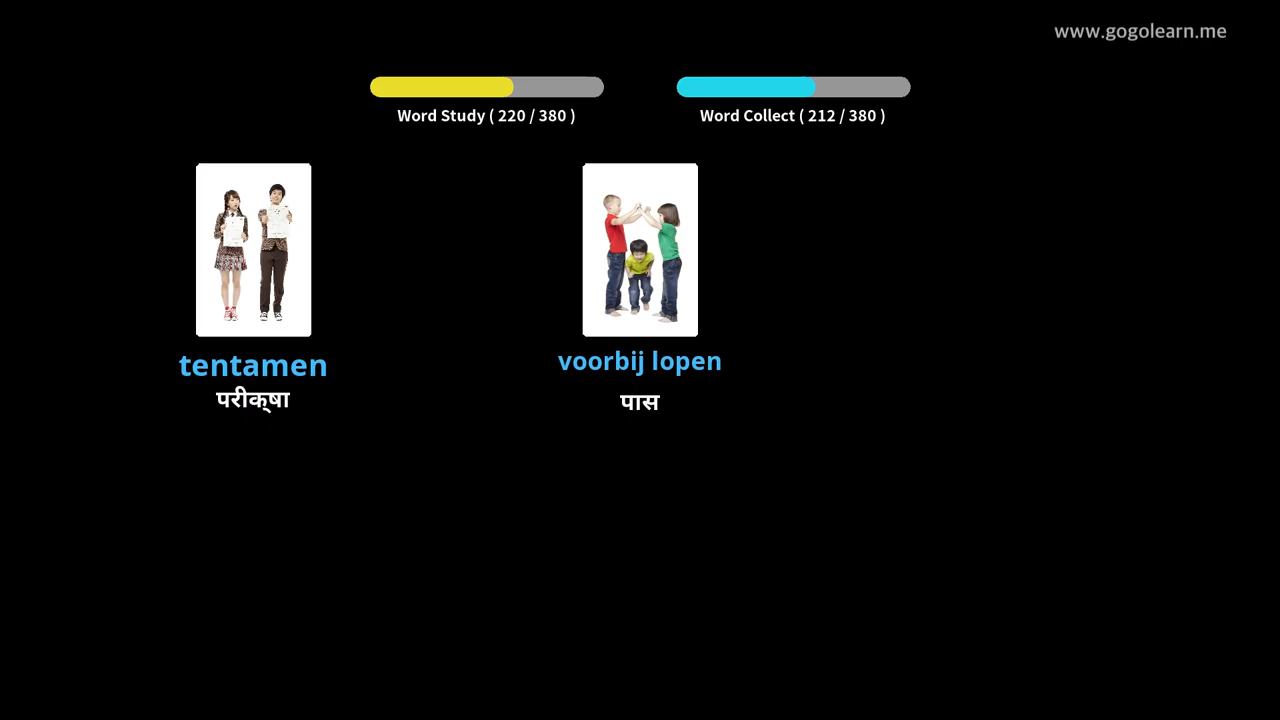 www.gogolearn.me
Word Study ( 220 / 380 )
Word Collect ( 212 / 380 )
tentamen
परीक्षा
voorbij lopen
पास